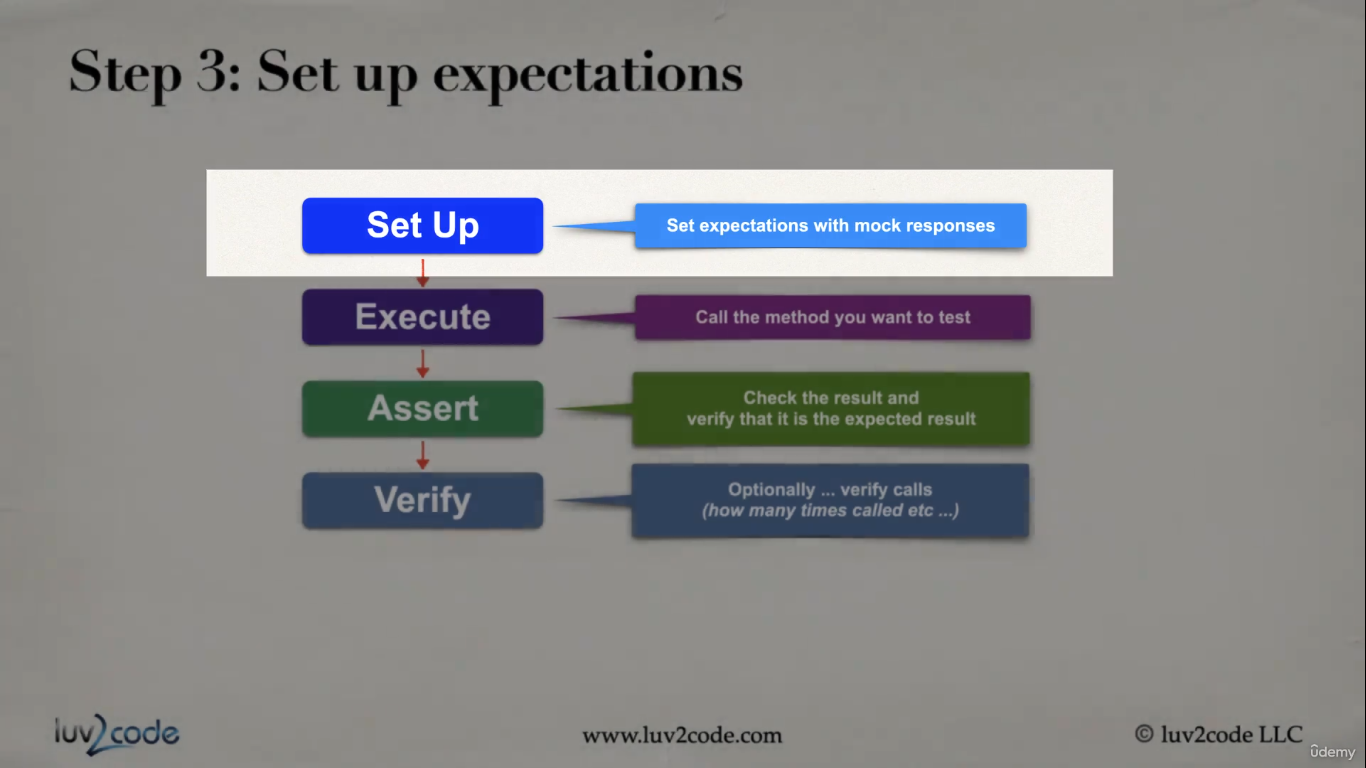 Step 3: Set up expectations
Set Up
Set expectations with mock responses
Execute
Call the method you want to test
Assert
Check the result and
verify that it is the expected result
Verify
Optionally ... verify calls
(how many times called etc ...)
luv2code
www.luv2code.com
© luv2code LLC
ûdemy